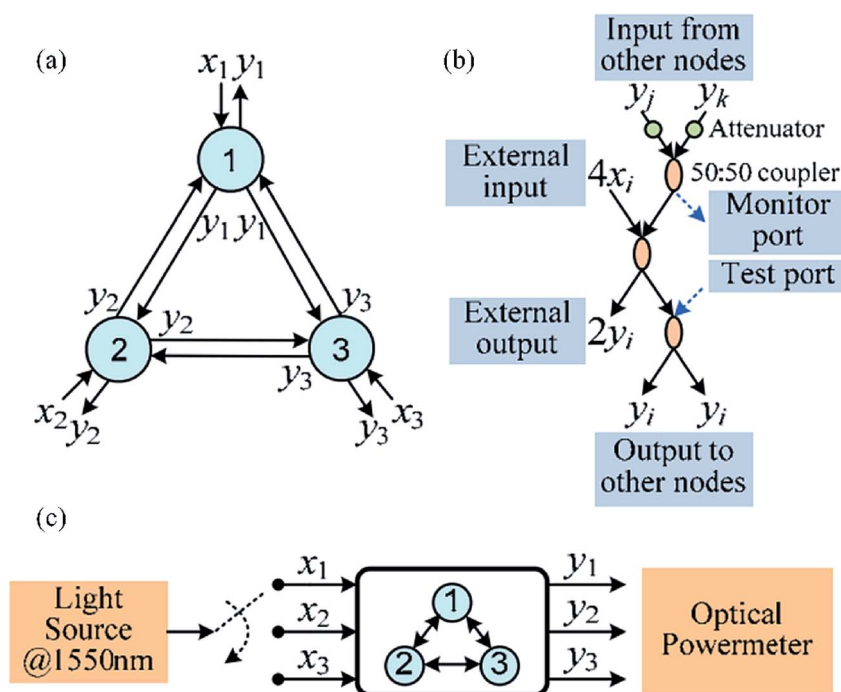 (a)
x₁ y₁
1
y₁ y₁
y₂
y₃
y₂
2
3
y₃
x₂ y₂
y₃ x₃
(b)
Input from
other nodes
yⱼ
yₖ
Attenuator
External
input
4xᵢ
50:50 coupler
Monitor
port
Test port
External
output
2yᵢ
yᵢ
yᵢ
Output to
other nodes
(c)
Light
Source
@1550nm
x₁
x₂
x₃
1
2
3
y₁
y₂
y₃
Optical
Powermeter